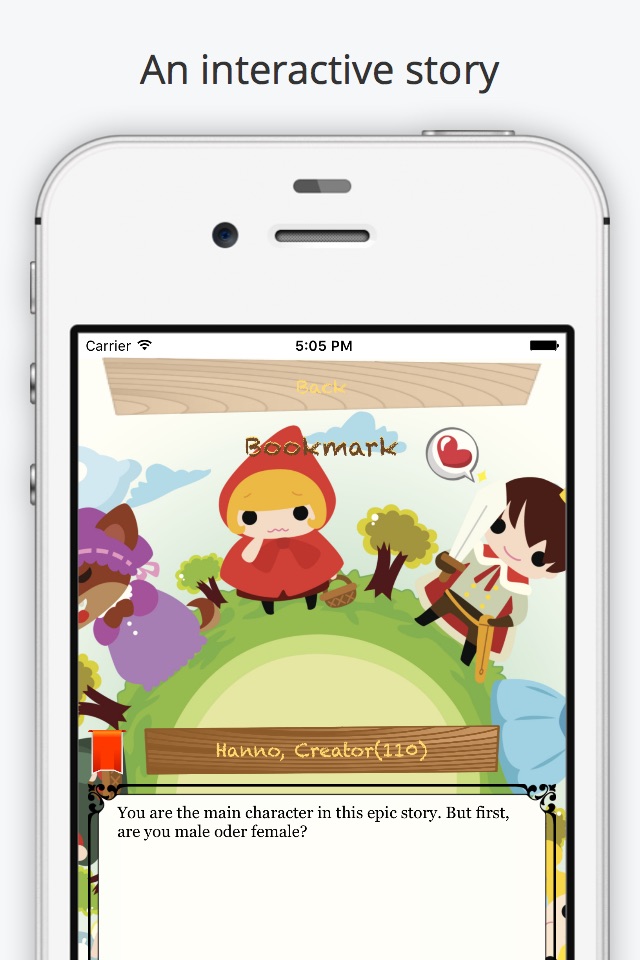 An interactive story
Carrier 5:05 PM
Back
Bookmark
Hanno, Creator(110)
You are the main character in this epic story. But first,
are you male oder female?